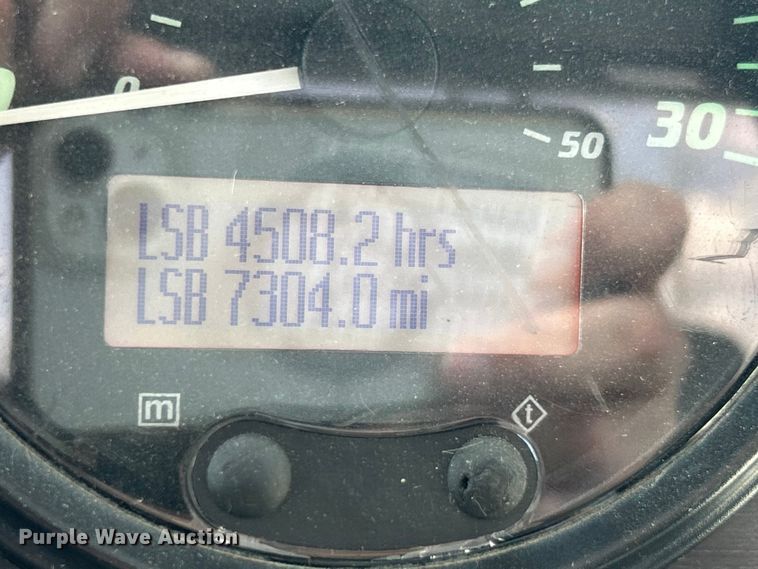 0
50
30
LSB 4508.2 hrs
LSB 7304.0 mi
m
t
Purple Wave Auction